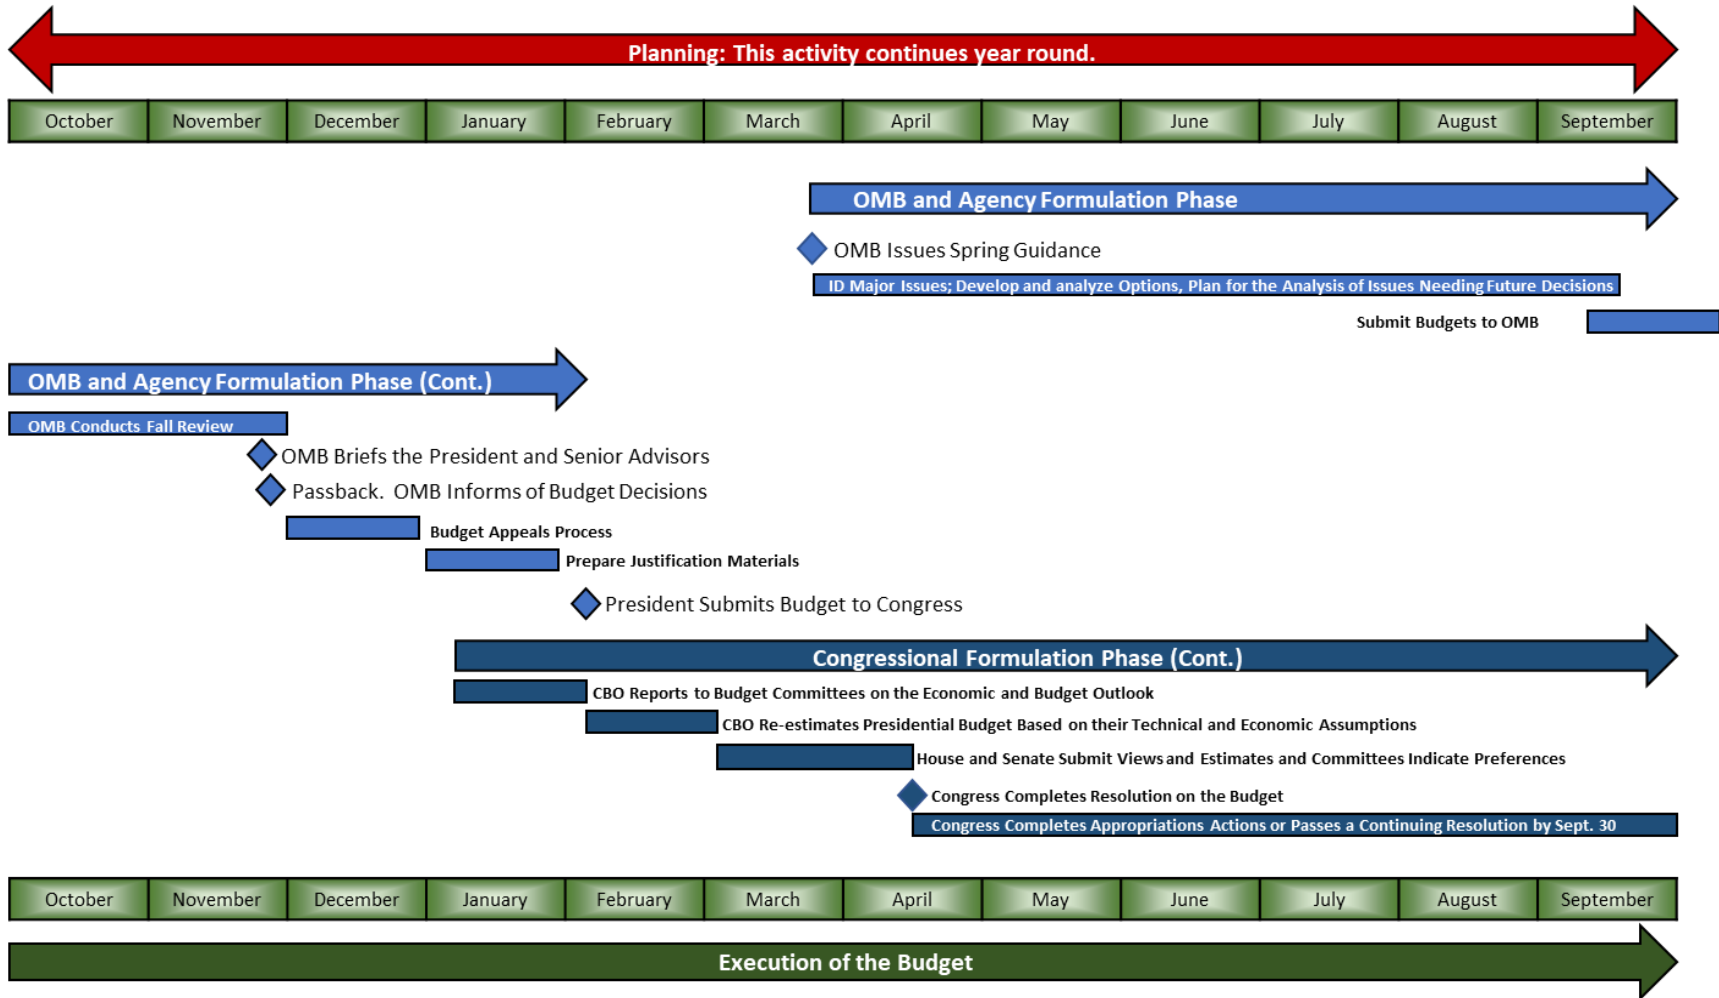 Planning: This activity continues year round.
October November December January February March April May June July August September
OMB and Agency Formulation Phase
OMB Issues Spring Guidance
ID Major Issues; Develop and analyze Options, Plan for the Analysis of Issues Needing Future Decisions
Submit Budgets to OMB
OMB and Agency Formulation Phase (Cont.)
OMB Conducts Fall Review
OMB Briefs the President and Senior Advisors
Passback. OMB Informs of Budget Decisions
Budget Appeals Process
Prepare Justification Materials
President Submits Budget to Congress
Congressional Formulation Phase (Cont.)
CBO Reports to Budget Committees on the Economic and Budget Outlook
CBO Re-estimates Presidential Budget Based on their Technical and Economic Assumptions
House and Senate Submit Views and Estimates and Committees Indicate Preferences
Congress Completes Resolution on the Budget
Congress Completes Appropriations Actions or Passes a Continuing Resolution by Sept. 30
October November December January February March April May June July August September
Execution of the Budget